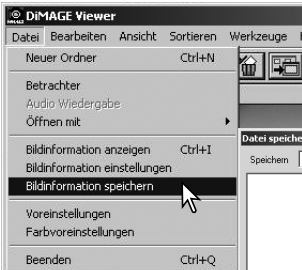 DiMAGE Viewer
Datei Bearbeiten Ansicht Sortieren Werkzeuge
Neuer Ordner Ctrl+N
Betrachter
Audio Wiedergabe
Öffnen mit
Bildinformation anzeigen Ctrl+I
Bildinformation einstellungen
Bildinformation speichern
Voreinstellungen
Farbvoreinstellungen
Beenden Ctrl+Q
Datei speiche
Speichern